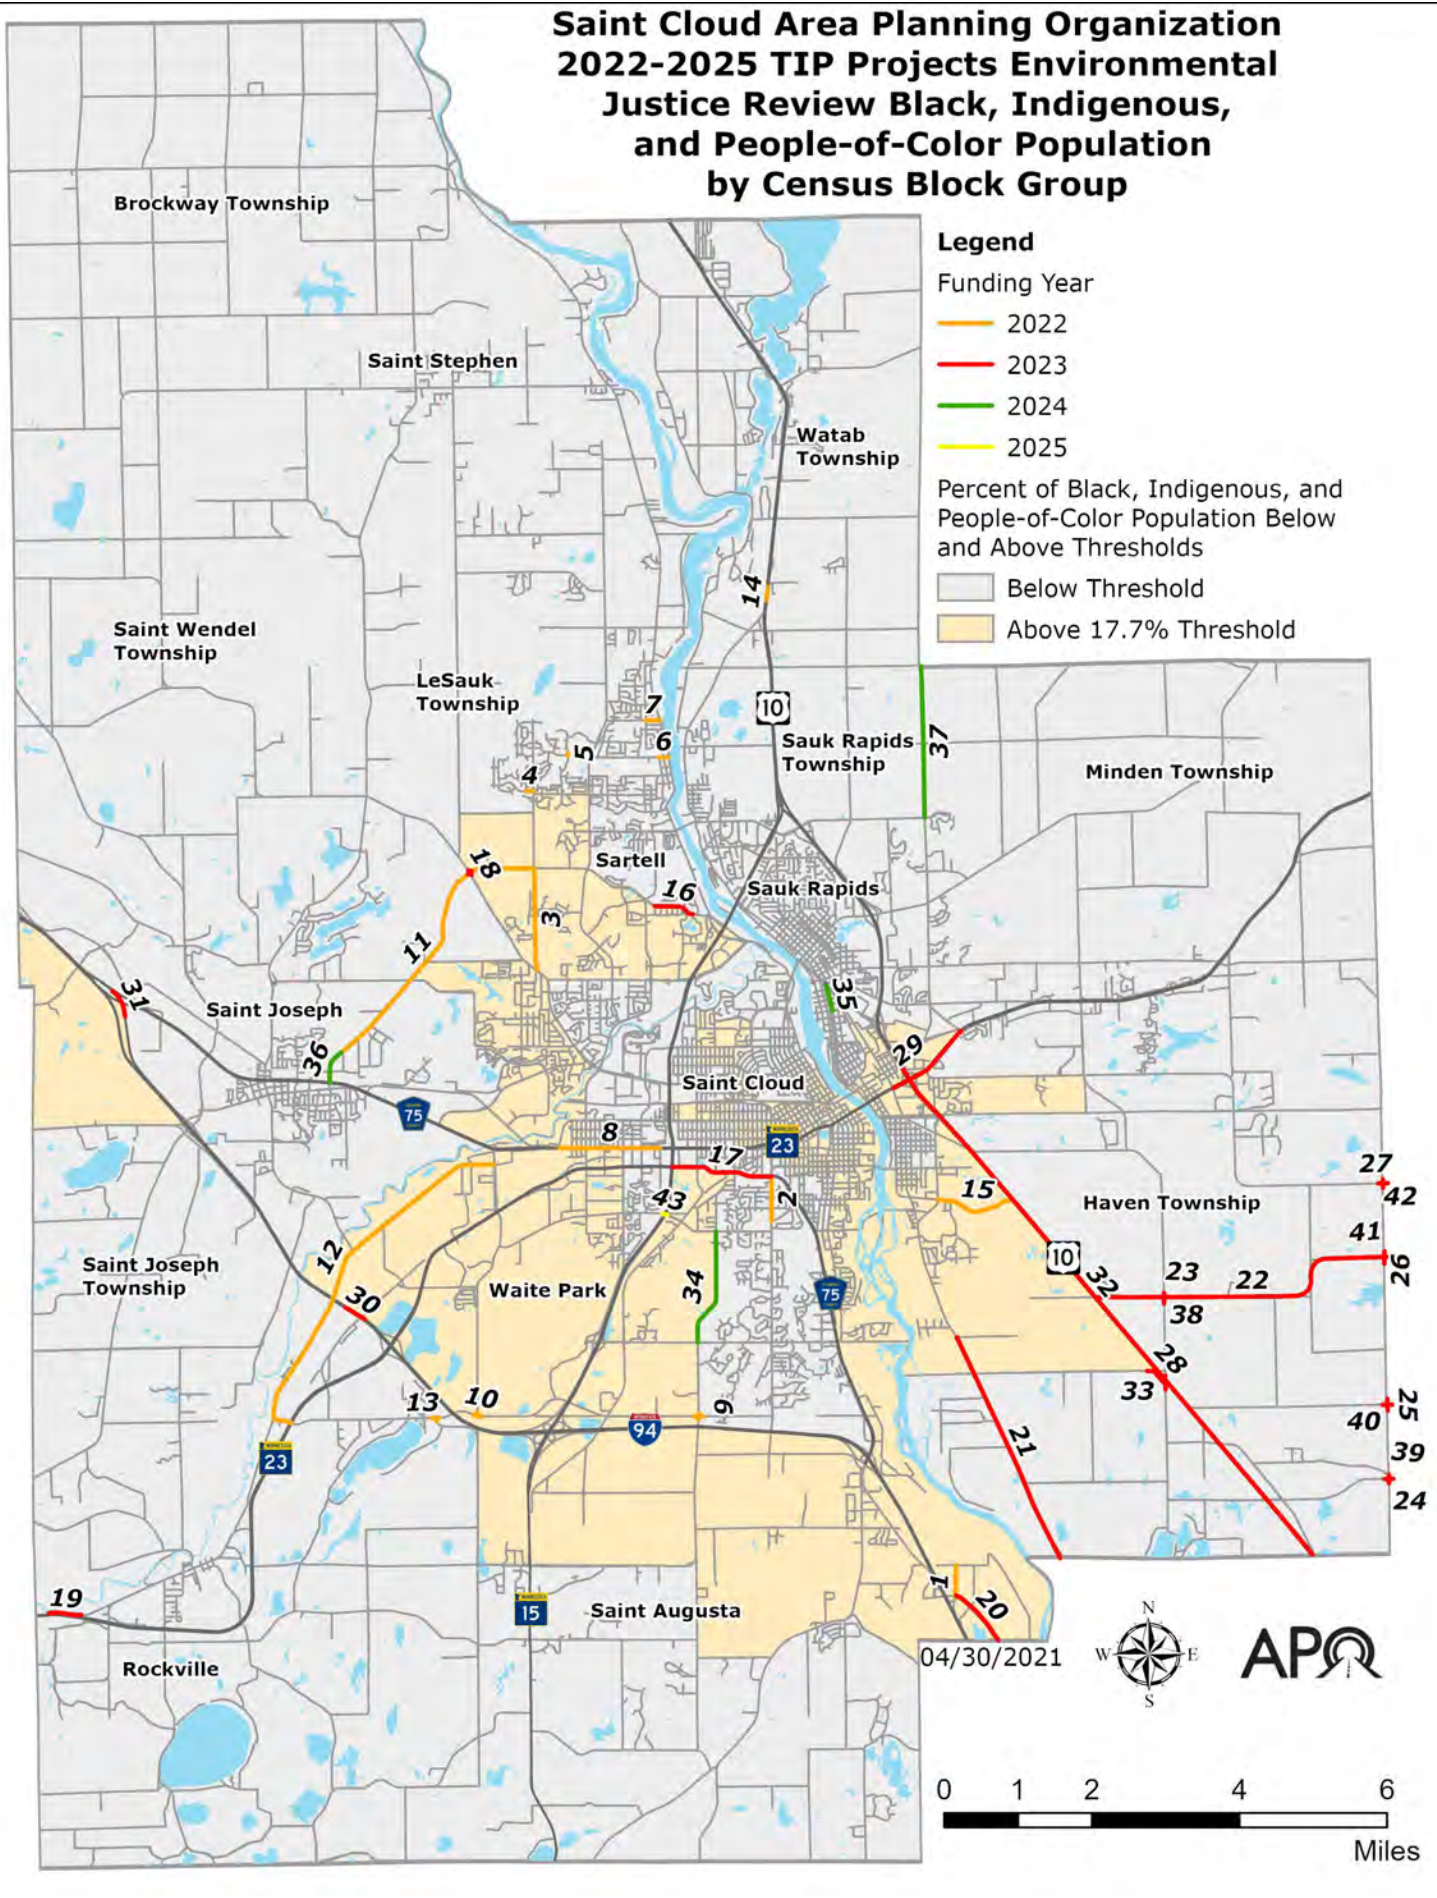 Saint Cloud Area Planning Organization
2022-2025 TIP Projects Environmental
Justice Review Black, Indigenous,
and People-of-Color Population
by Census Block Group
Legend
Funding Year
2022
2023
2024
2025
Percent of Black, Indigenous, and
People-of-Color Population Below
and Above Thresholds
Below Threshold
Above 17.7% Threshold
Brockway Township
Saint Stephen
Watab
Township
14
Saint Wendel
Township
LeSauk
Township
7
10
5
6
Sauk Rapids
Township
37
4
Minden Township
18
Sartell
16
Sauk Rapids
3
11
31
35
Saint Joseph
36
29
Saint Cloud
75
8
23
17
27
42
43
2
15
Haven Township
41
12
Saint Joseph
Township
10
26
32
23
22
30
Waite Park
34
75
38
28
33
13
10
9
25
40
94
21
39
23
24
1
20
19
15
Saint Augusta
04/30/2021
N
W
E
S
APO
Rockville
0
1
2
4
6
Miles